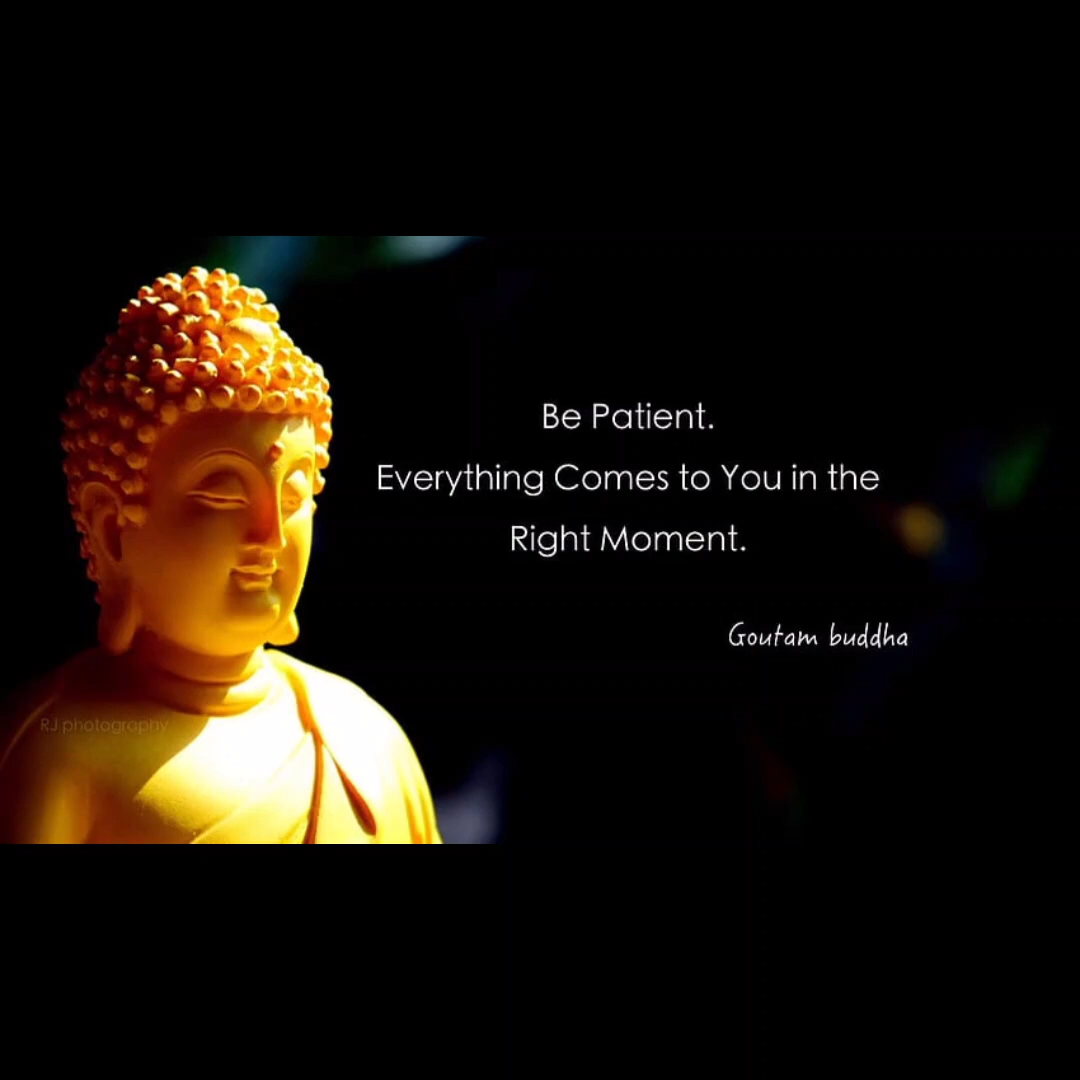 Be Patient.
Everything Comes to You in the
Right Moment.
Goutam buddha
RJ photography